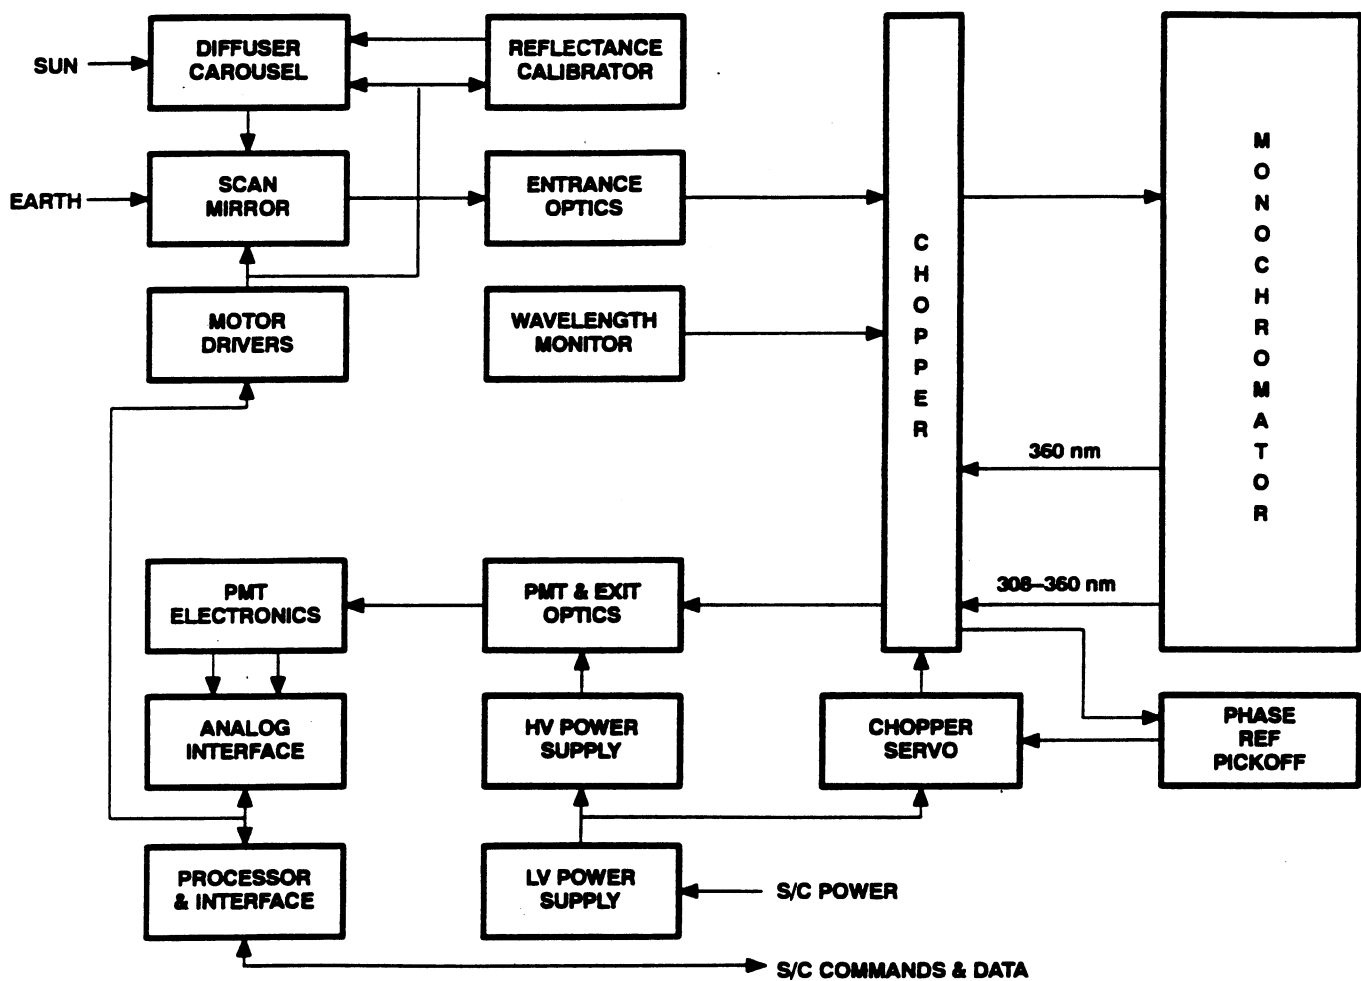 SUN
DIFFUSER
CAROUSEL
REFLECTANCE
CALIBRATOR
EARTH
SCAN
MIRROR
ENTRANCE
OPTICS
MOTOR
DRIVERS
WAVELENGTH
MONITOR
CHOPPER
MONOCHROMATOR
360 nm
308–360 nm
PMT
ELECTRONICS
PMT & EXIT
OPTICS
ANALOG
INTERFACE
HV POWER
SUPPLY
CHOPPER
SERVO
PHASE
REF
PICKOFF
PROCESSOR
& INTERFACE
LV POWER
SUPPLY
S/C POWER
S/C COMMANDS & DATA